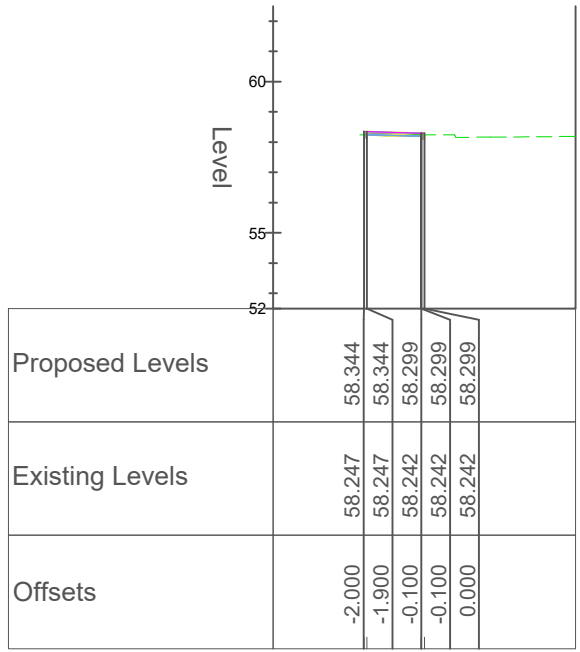 60
Level
55
52
Proposed Levels 58.344 58.344 58.299 58.299 58.299
Existing Levels 58.247 58.247 58.242 58.242 58.242
Offsets -2.000 -1.900 -0.100 -0.100 0.000